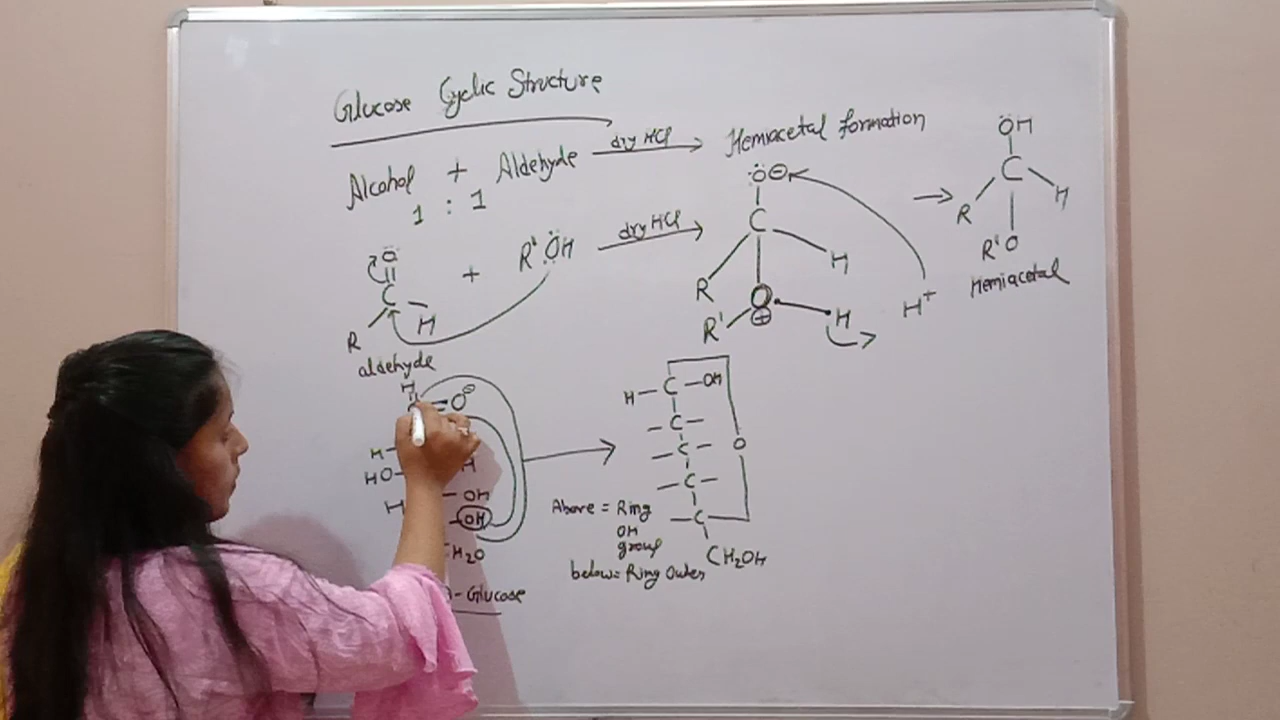 Glucose Cyclic Structure
Alcohol + Aldehyde dry HCl Hemiacetal formation
1 : 1
O
C
R H
aldehyde
+
R' OH
dry HCl
O⊖
C
R H
R' O H
⊕
H+
OH
C
R H
R'O
Hemiacetal
H
= O⊖
H
HO
H
H
OH
OH
H2O
- Glucose
H - C - OH
C
C
C
C
O
CH2OH
Above = Ring
OH
group
below = Ring Outer